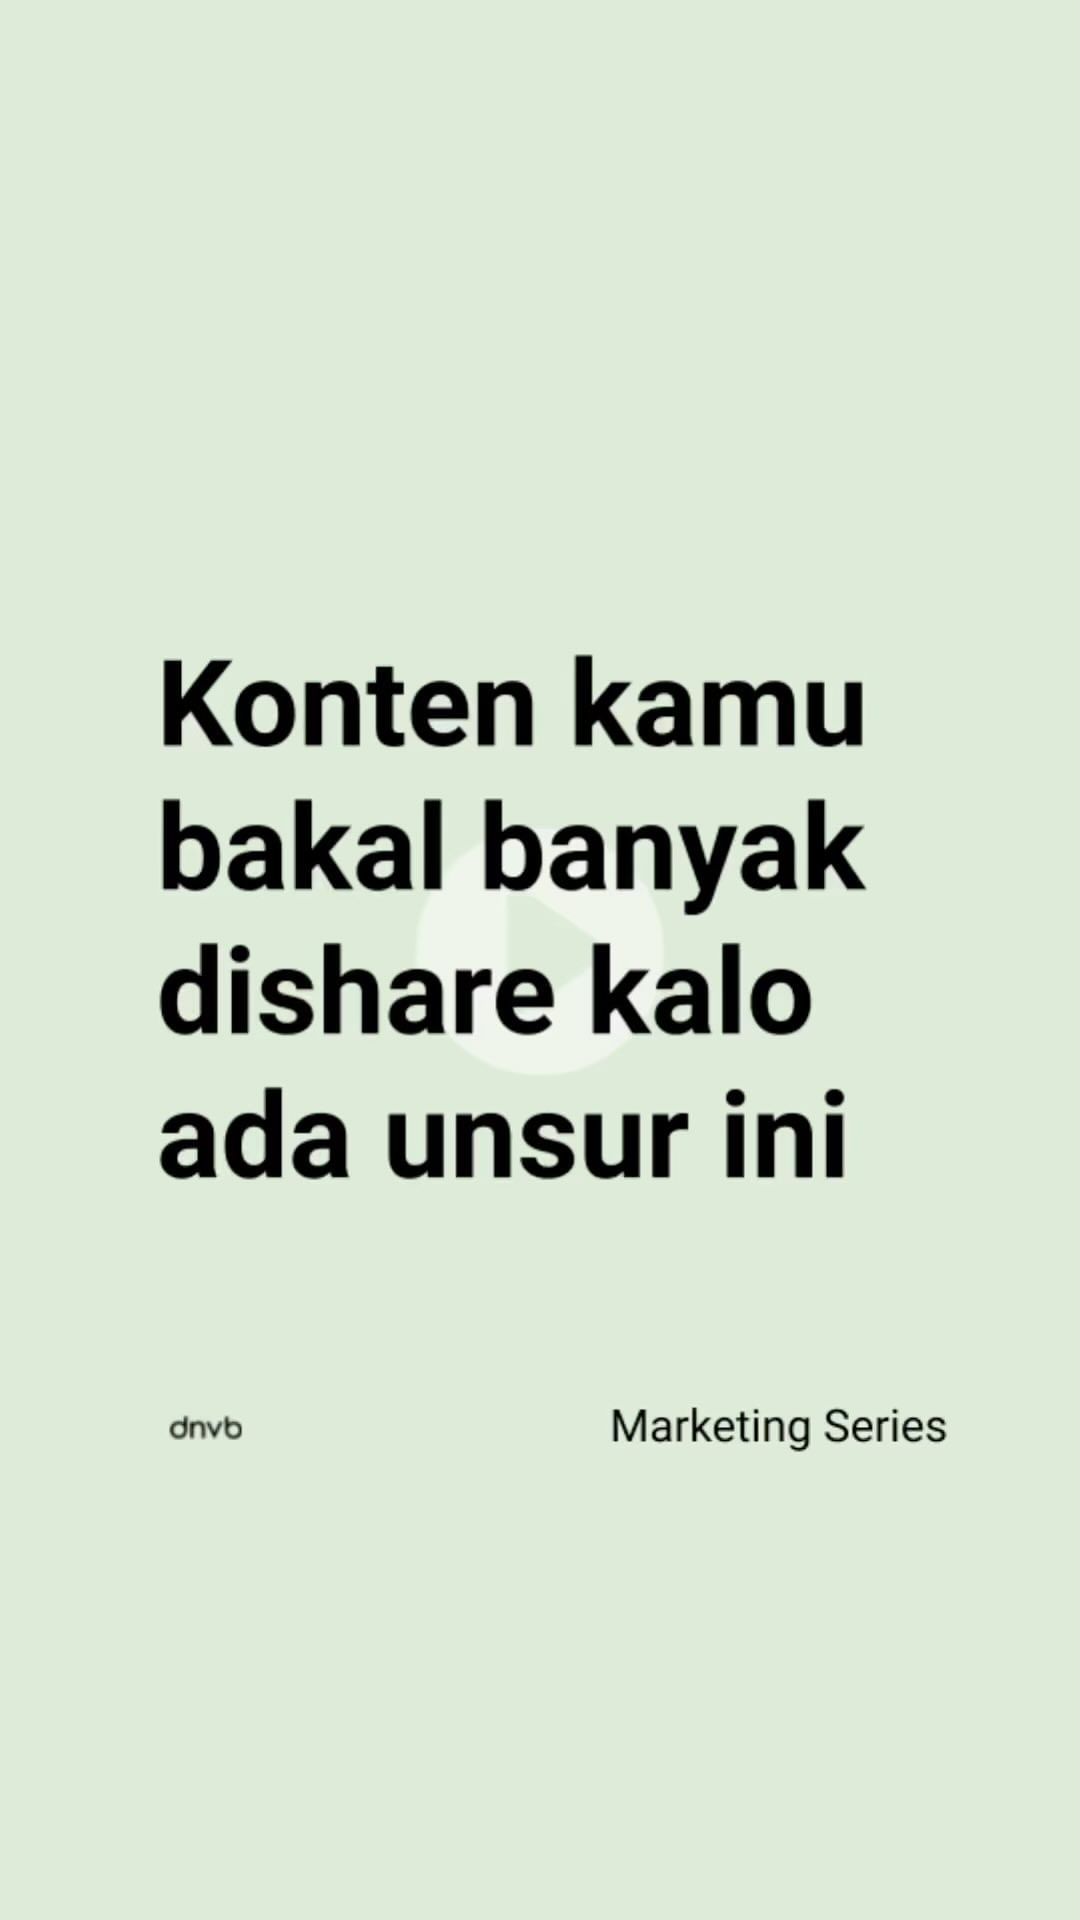 Konten kamu
bakal banyak
dishare kalo
ada unsur ini
dnvb
Marketing Series